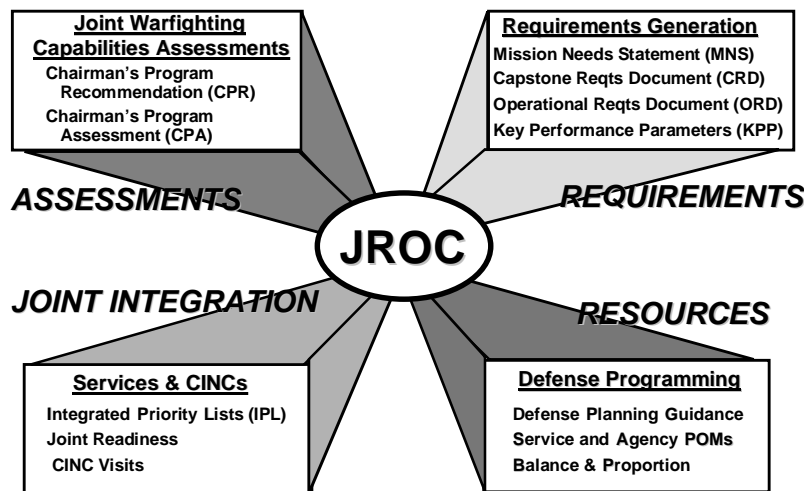 Joint Warfighting
Capabilities Assessments
Chairman's Program
Recommendation (CPR)
Chairman's Program
Assessment (CPA)
Requirements Generation
Mission Needs Statement (MNS)
Capstone Reqts Document (CRD)
Operational Reqts Document (ORD)
Key Performance Parameters (KPP)
ASSESSMENTS
REQUIREMENTS
JROC
JOINT INTEGRATION
RESOURCES
Services & CINCs
Integrated Priority Lists (IPL)
Joint Readiness
CINC Visits
Defense Programming
Defense Planning Guidance
Service and Agency POMs
Balance & Proportion